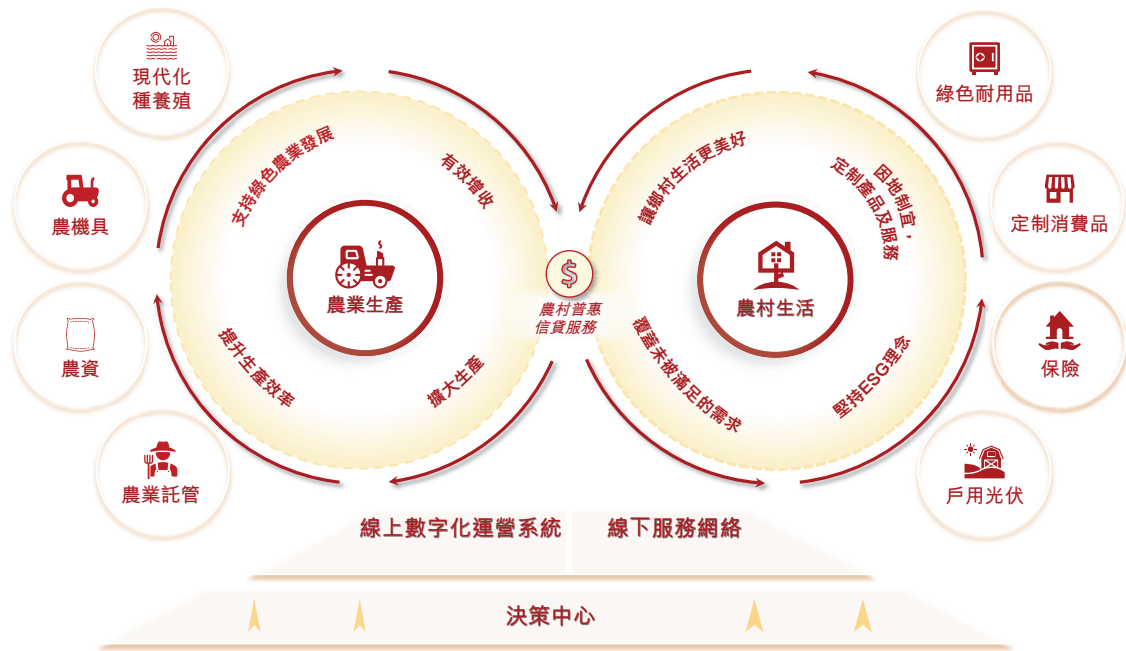 現代化
種養殖
農機具
農資
農業託管
支持綠色農業發展
有效增收
農業生產
提升生產效率
擴大生產
$
農村普惠
信貸服務
讓鄉村生活更美好
因地制宜，
定制產品及服務
農村生活
覆蓋未被滿足的需求
堅持ESG理念
綠色耐用品
定制消費品
保險
戶用光伏
線上數字化運營系統
線下服務網絡
決策中心